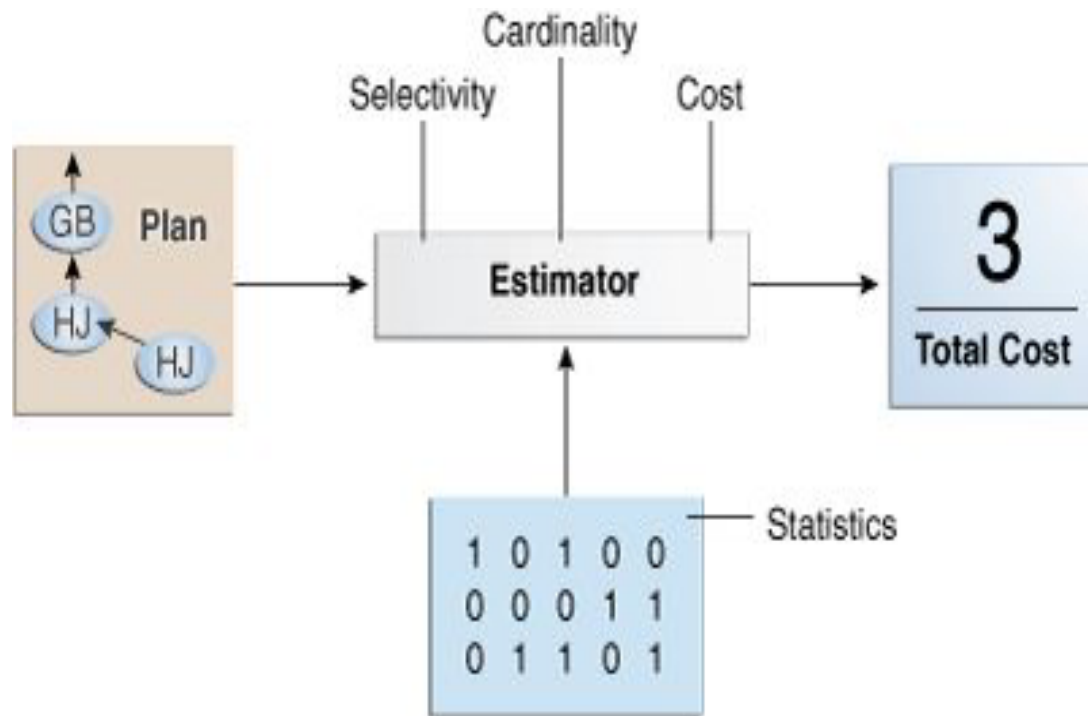 Cardinality
Selectivity
Cost
GB
Plan
HJ
HJ
Estimator
3
Total Cost
Statistics
1 0 1 0 0
0 0 0 1 1
0 1 1 0 1